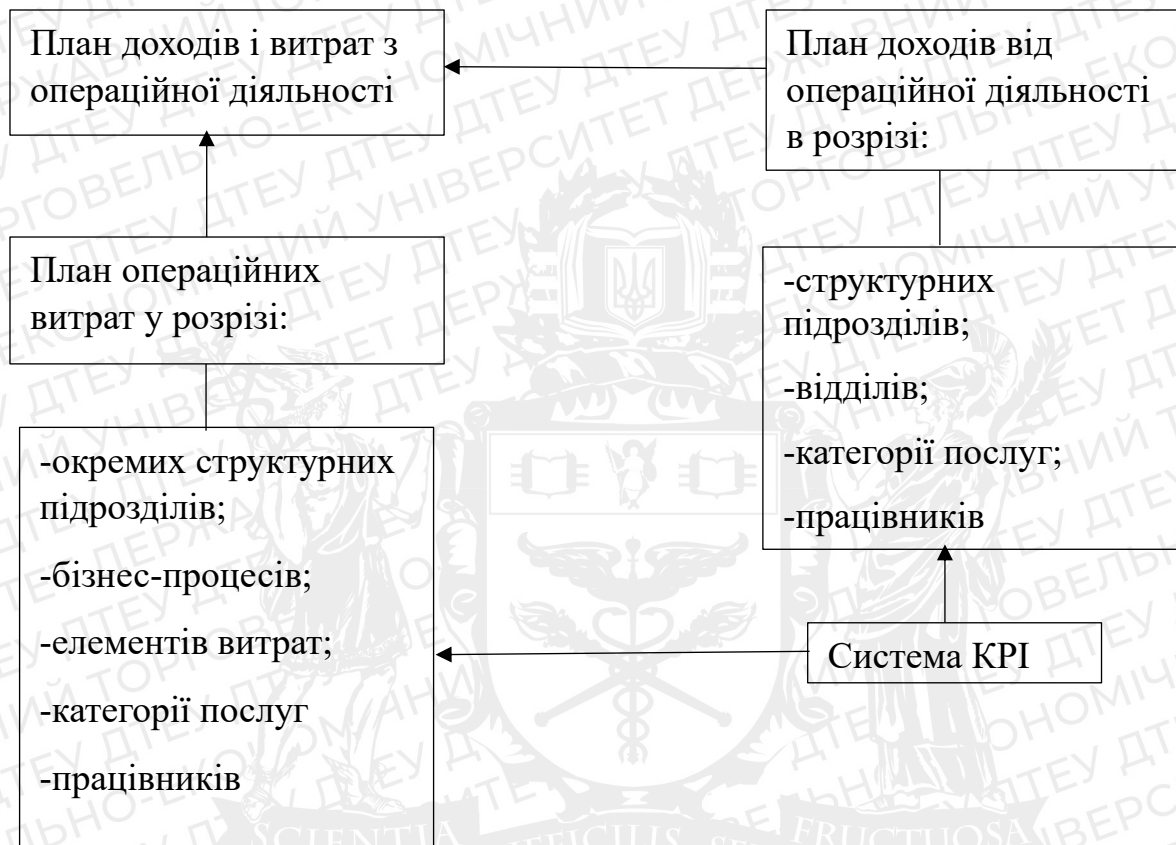 План доходів і витрат з
операційної діяльності
План доходів від
операційної діяльності
в розрізі:
План операційних
витрат у розрізі:
-структурних
підрозділів;
-відділів;
-категорії послуг;
-працівників
-окремих структурних
підрозділів;
-бізнес-процесів;
-елементів витрат;
-категорії послуг
-працівників
Система KPI